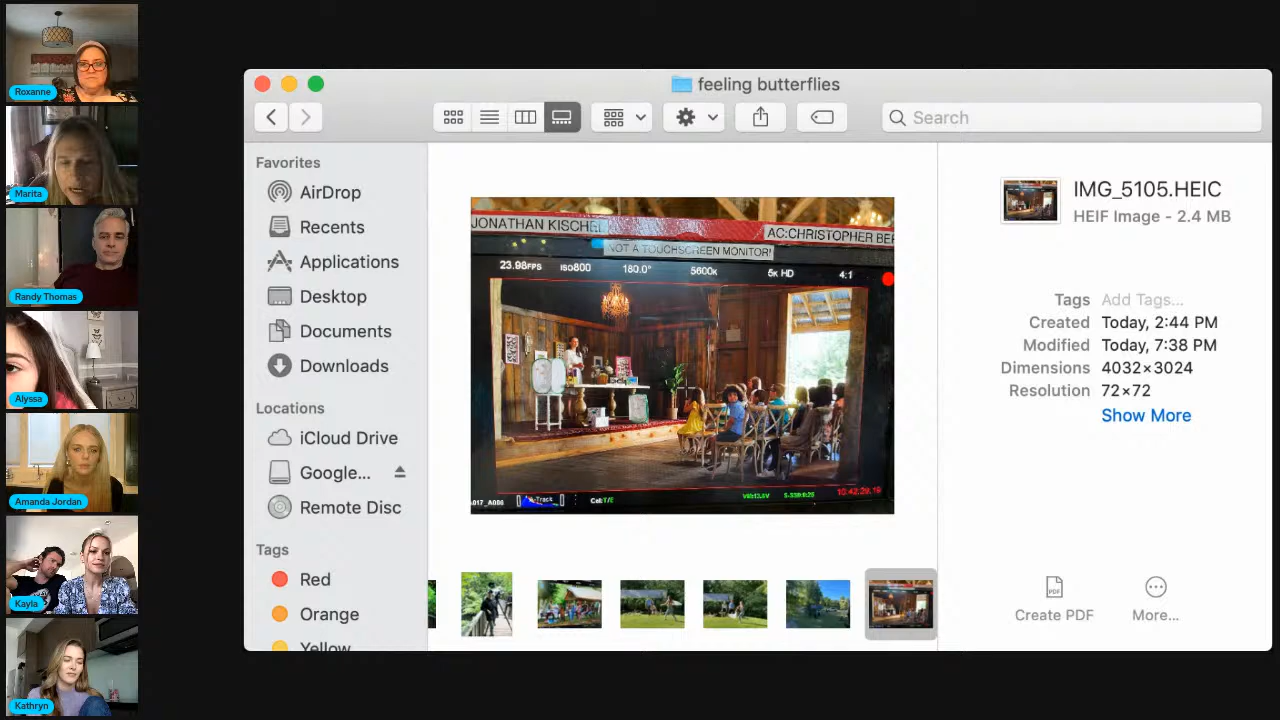 feeling butterflies
Search
Favorites
AirDrop
Recents
Applications
Desktop
Documents
Downloads
Locations
iCloud Drive
Google...
Remote Disc
Tags
Red
Orange
Yellow
JONATHAN KISCHEL
AC:CHRISTOPHER BER
NOT A TOUCHSCREEN MONITOR!
23.98FPS ISO800 180.0° 5600K 5K HD 4:1
IMG_5105.HEIC
HEIF Image - 2.4 MB
Tags Add Tags...
Created Today, 2:44 PM
Modified Today, 7:38 PM
Dimensions 4032×3024
Resolution 72×72
Show More
PDF
Create PDF
More...
Roxanne
Marita
Randy Thomas
Alyssa
Amanda Jordan
Kayla
Kathryn